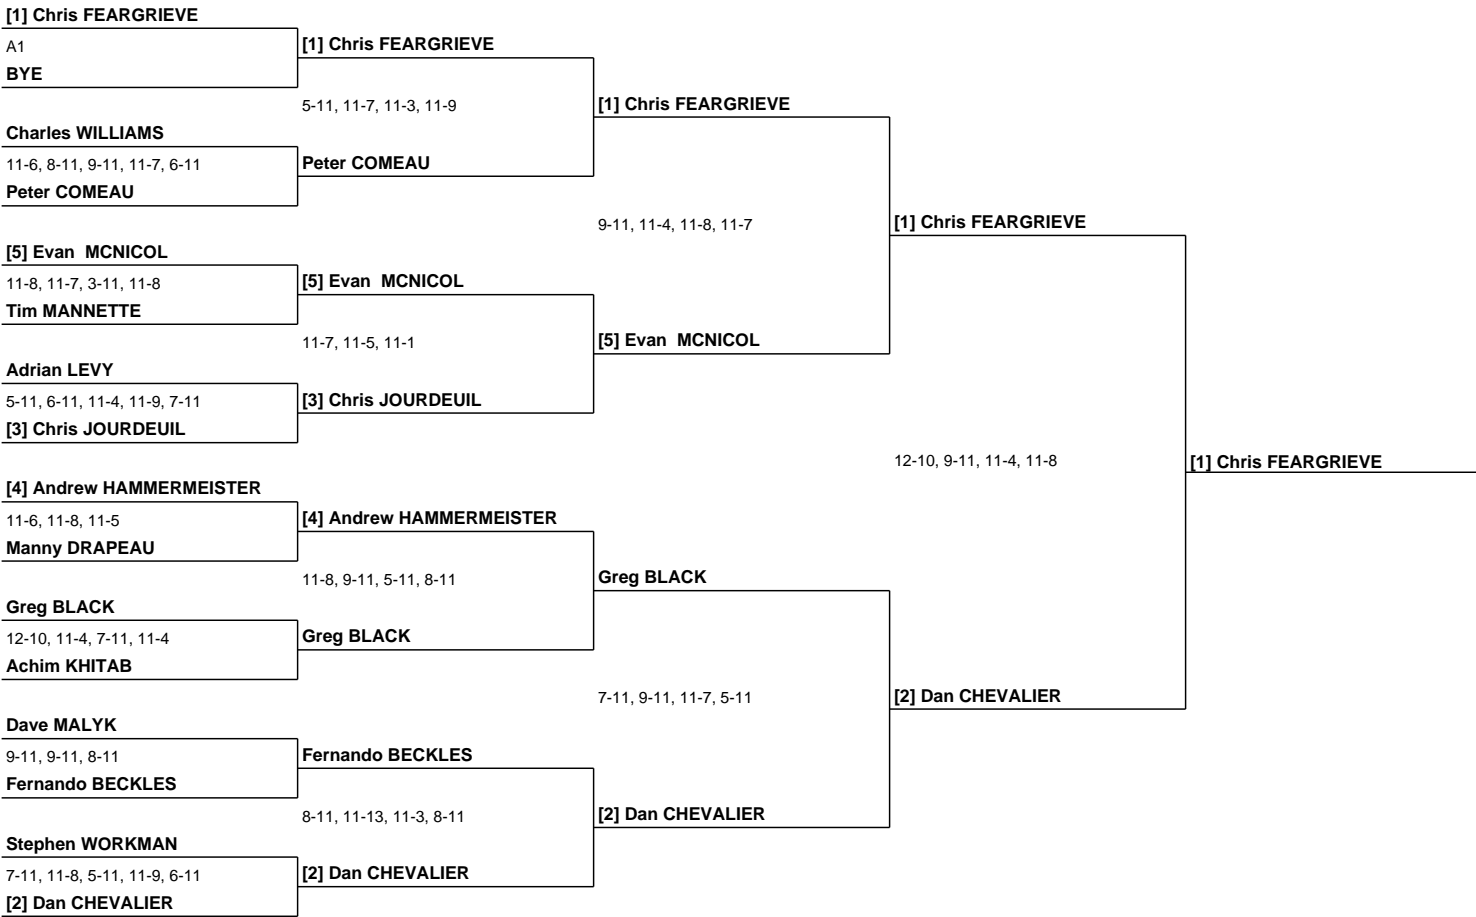 [1] Chris FEARGRIEVE
A1
BYE
Charles WILLIAMS
11-6, 8-11, 9-11, 11-7, 6-11
Peter COMEAU
[5] Evan  MCNICOL
11-8, 11-7, 3-11, 11-8
Tim MANNETTE
Adrian LEVY
5-11, 6-11, 11-4, 11-9, 7-11
[3] Chris JOURDEUIL
[4] Andrew HAMMERMEISTER
11-6, 11-8, 11-5
Manny DRAPEAU
Greg BLACK
12-10, 11-4, 7-11, 11-4
Achim KHITAB
Dave MALYK
9-11, 9-11, 8-11
Fernando BECKLES
Stephen WORKMAN
7-11, 11-8, 5-11, 11-9, 6-11
[2] Dan CHEVALIER
[1] Chris FEARGRIEVE
5-11, 11-7, 11-3, 11-9
Peter COMEAU
[5] Evan  MCNICOL
11-7, 11-5, 11-1
[3] Chris JOURDEUIL
[4] Andrew HAMMERMEISTER
11-8, 9-11, 5-11, 8-11
Greg BLACK
Fernando BECKLES
8-11, 11-13, 11-3, 8-11
[2] Dan CHEVALIER
[1] Chris FEARGRIEVE
9-11, 11-4, 11-8, 11-7
[5] Evan  MCNICOL
Greg BLACK
7-11, 9-11, 11-7, 5-11
[2] Dan CHEVALIER
[1] Chris FEARGRIEVE
12-10, 9-11, 11-4, 11-8
[2] Dan CHEVALIER
[1] Chris FEARGRIEVE